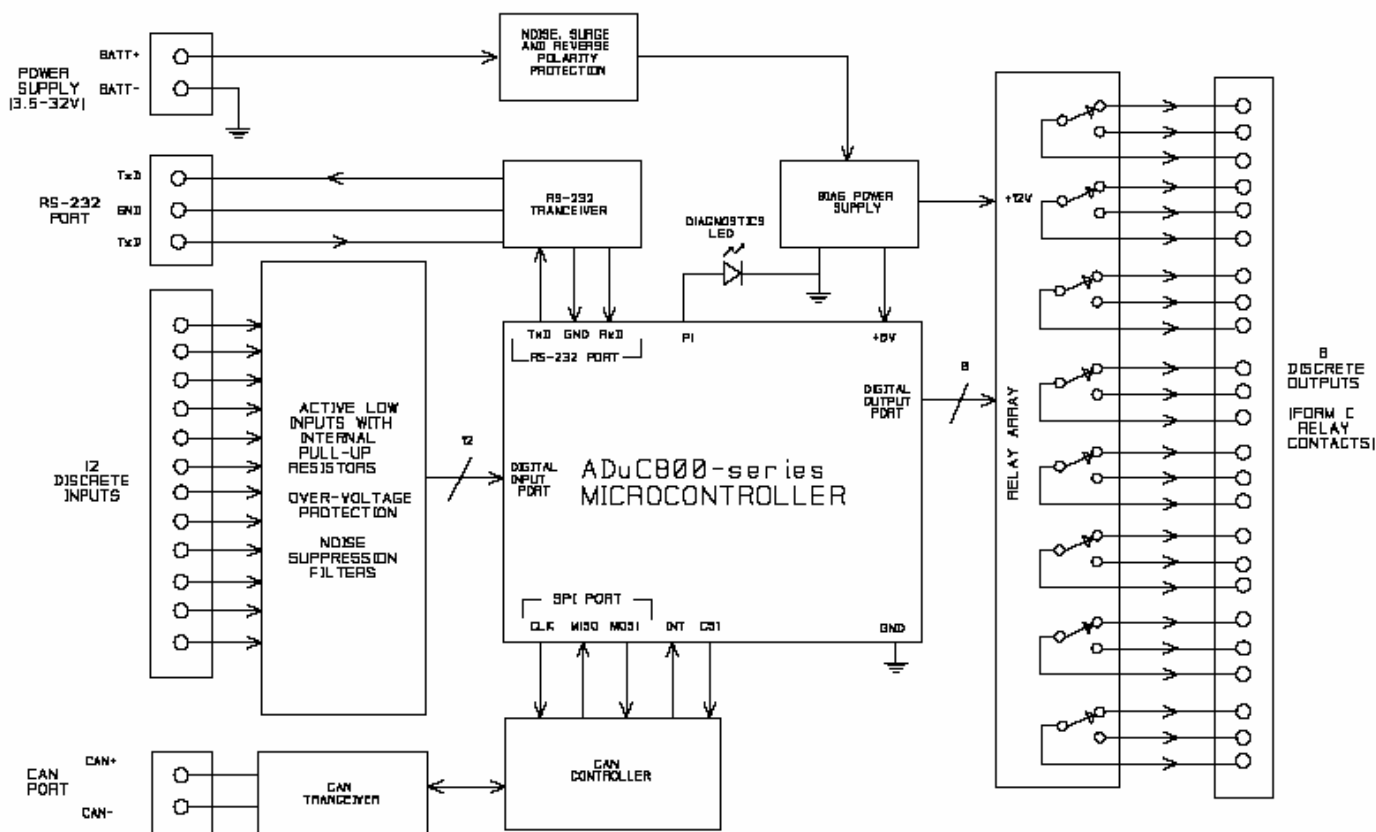 NOISE, SURGE
AND REVERSE
POLARITY
PROTECTION
BATT+
POWER
SUPPLY
(3.5-32V)
BATT-
TxD
RS-232
PORT
GND
TxD
RS-232
TRANCEIVER
DIAGNOSTICS
LED
POWER
SUPPLY
+12V
TxD GND RxD
RS-232 PORT
P1
12
DISCRETE
INPUTS
ACTIVE LOW
INPUTS WITH
INTERNAL
PULL-UP
RESISTORS
OVER-VOLTAGE
PROTECTION
NOISE
SUPPRESSION
FILTERS
12
DIGITAL
INPUT
PORT
ADuC800-series
MICROCONTROLLER
DIGITAL
OUTPUT
PORT
8
RELAY ARRAY
8
DISCRETE
OUTPUTS
(FORM C
RELAY
CONTACTS)
SPI PORT
CLK MISO MOSI INT CS1
GND
CAN
CONTROLLER
CAN
TRANCEIVER
CAN+
CAN
PORT
CAN-